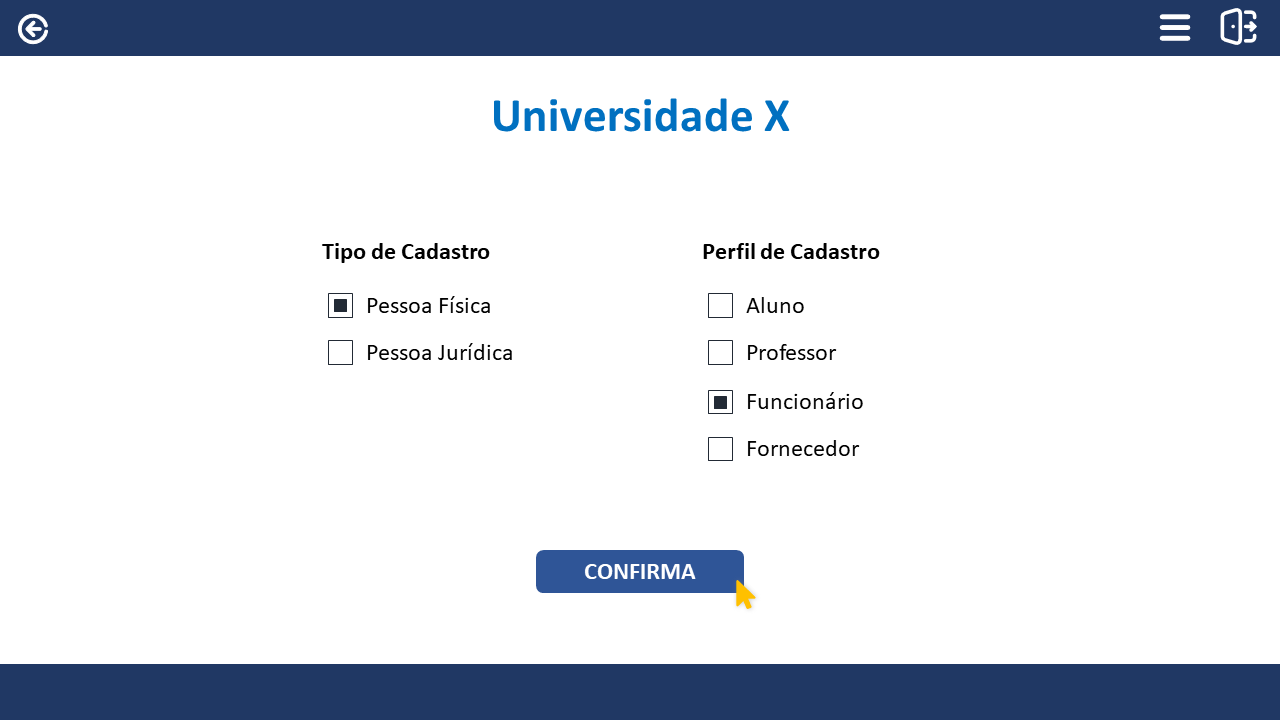 Universidade X
Tipo de Cadastro
Pessoa Física
Pessoa Jurídica
Perfil de Cadastro
Aluno
Professor
Funcionário
Fornecedor
CONFIRMA